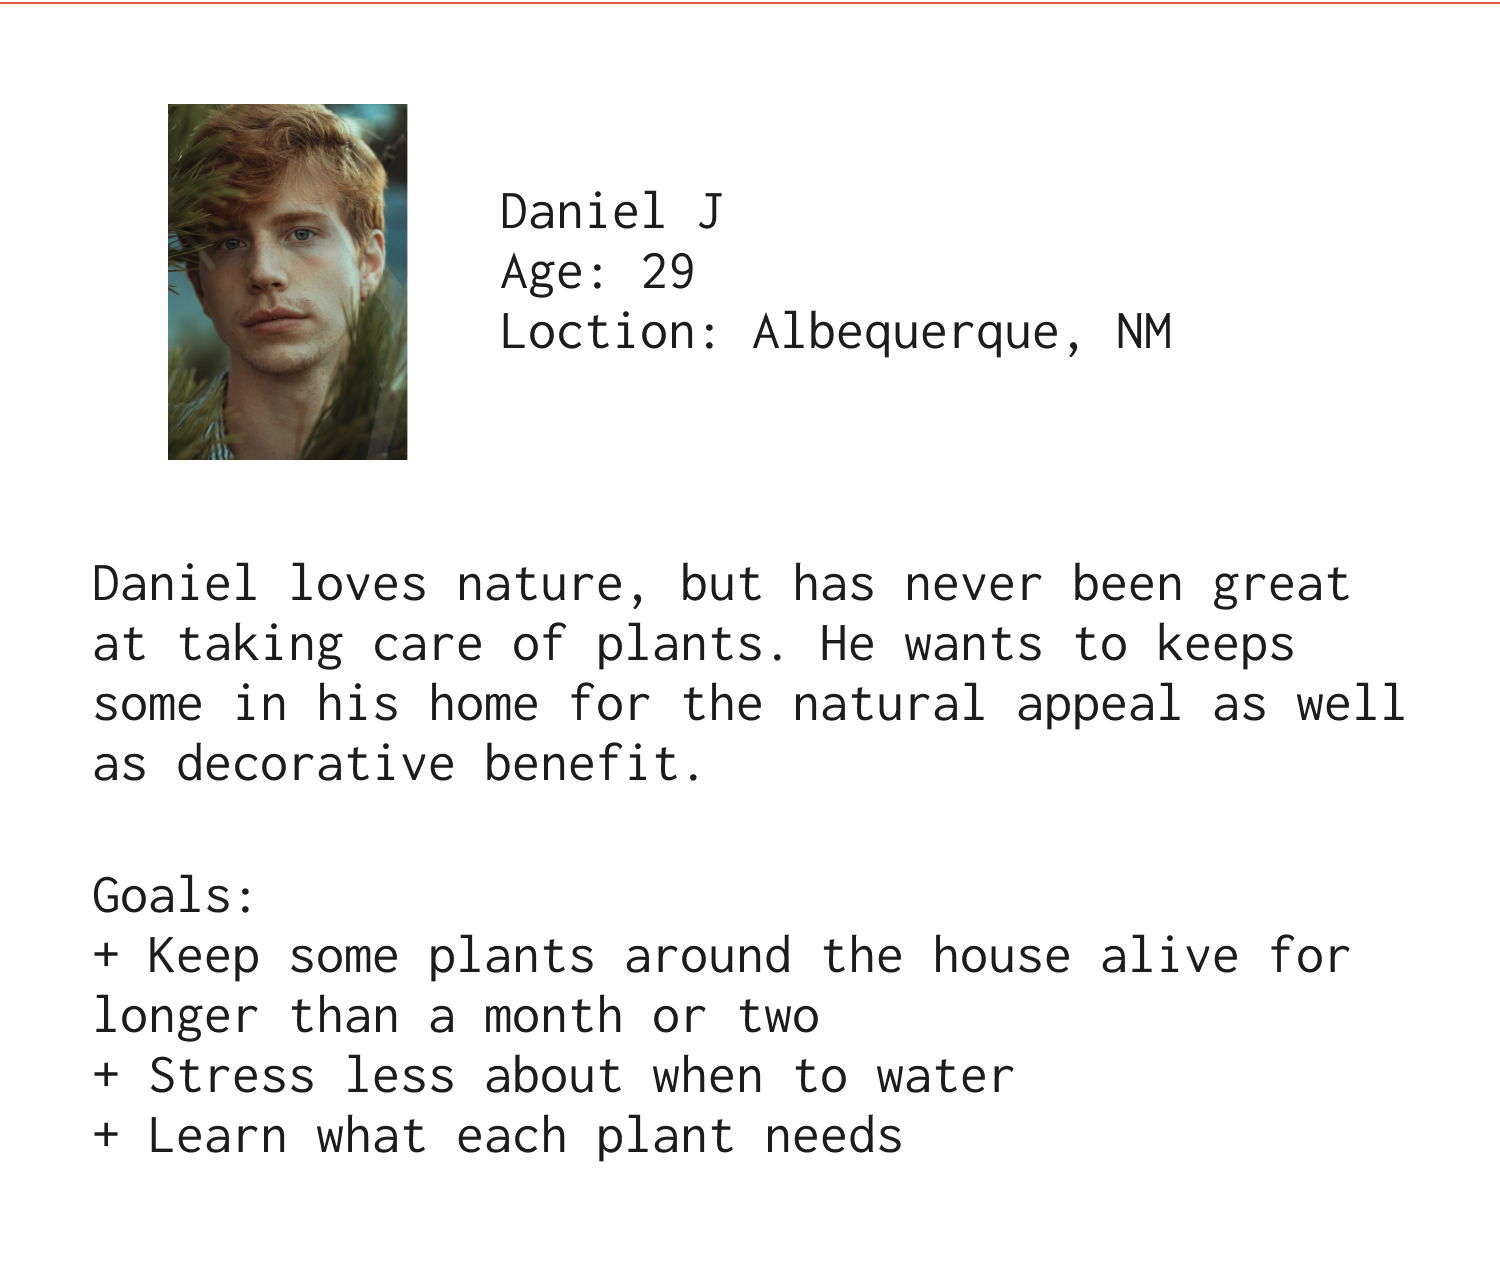 Daniel J
Age: 29
Loction: Albequerque, NM
Daniel loves nature, but has never been great
at taking care of plants. He wants to keeps
some in his home for the natural appeal as well
as decorative benefit.
Goals:
+ Keep some plants around the house alive for
longer than a month or two
+ Stress less about when to water
+ Learn what each plant needs